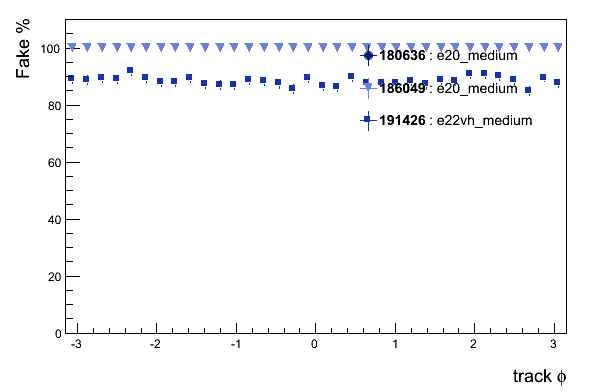 Fake %
100
180636 : e20_medium
186049 : e20_medium
80
191426 : e22vh_medium
60
40
20
0
-3 -2 -1 0 1 2 3
track ϕ